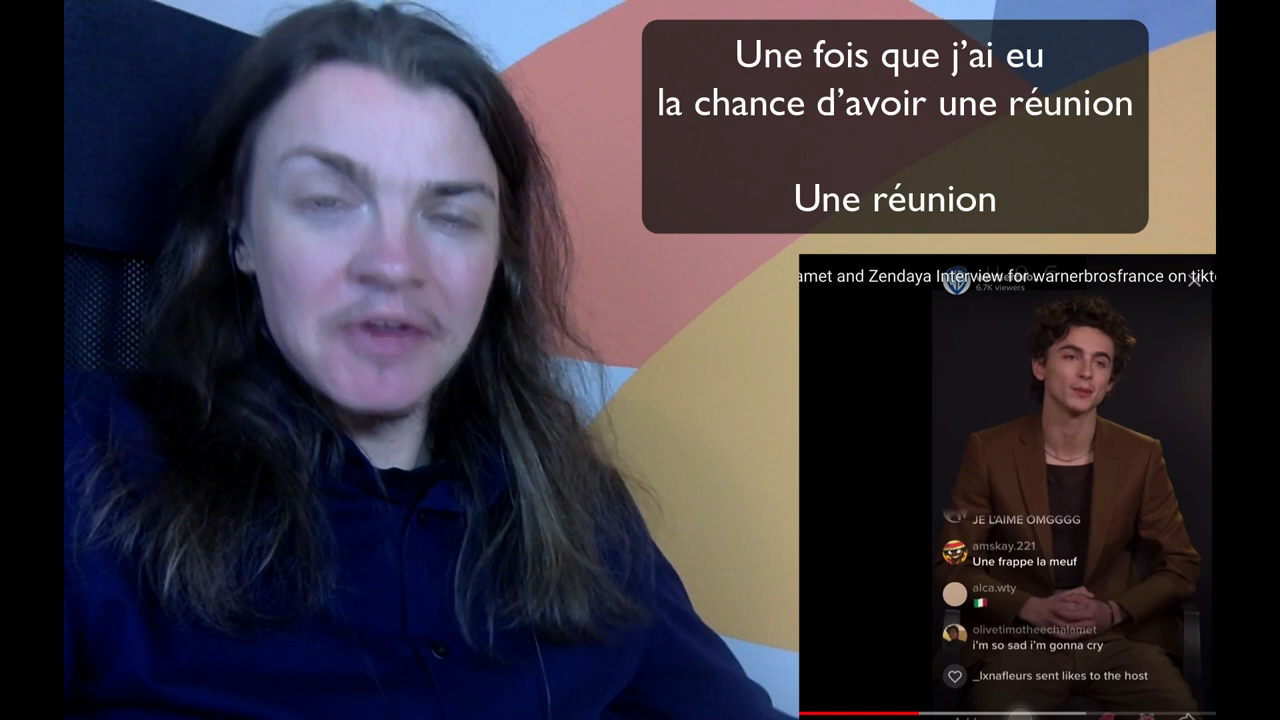 Une fois que j'ai eu
la chance d'avoir une réunion
Une réunion
amet and Zendaya Interview for warnerbrosfrance on tikt
6.7K viewers
JE L'AIME OMGGGG
amskay.221
Une frappe la meuf
alca.wty
olivetimotheechalamet
i'm so sad i'm gonna cry
_lxnafleurs sent likes to the host